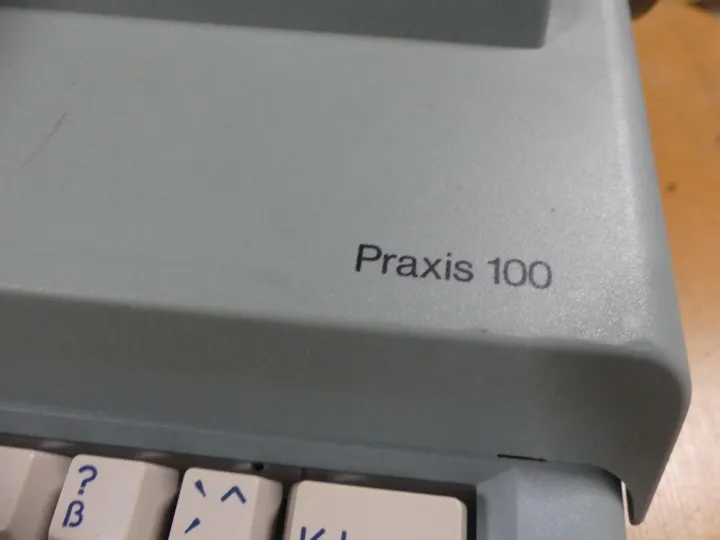 Praxis 100
?
ß
` ^
´